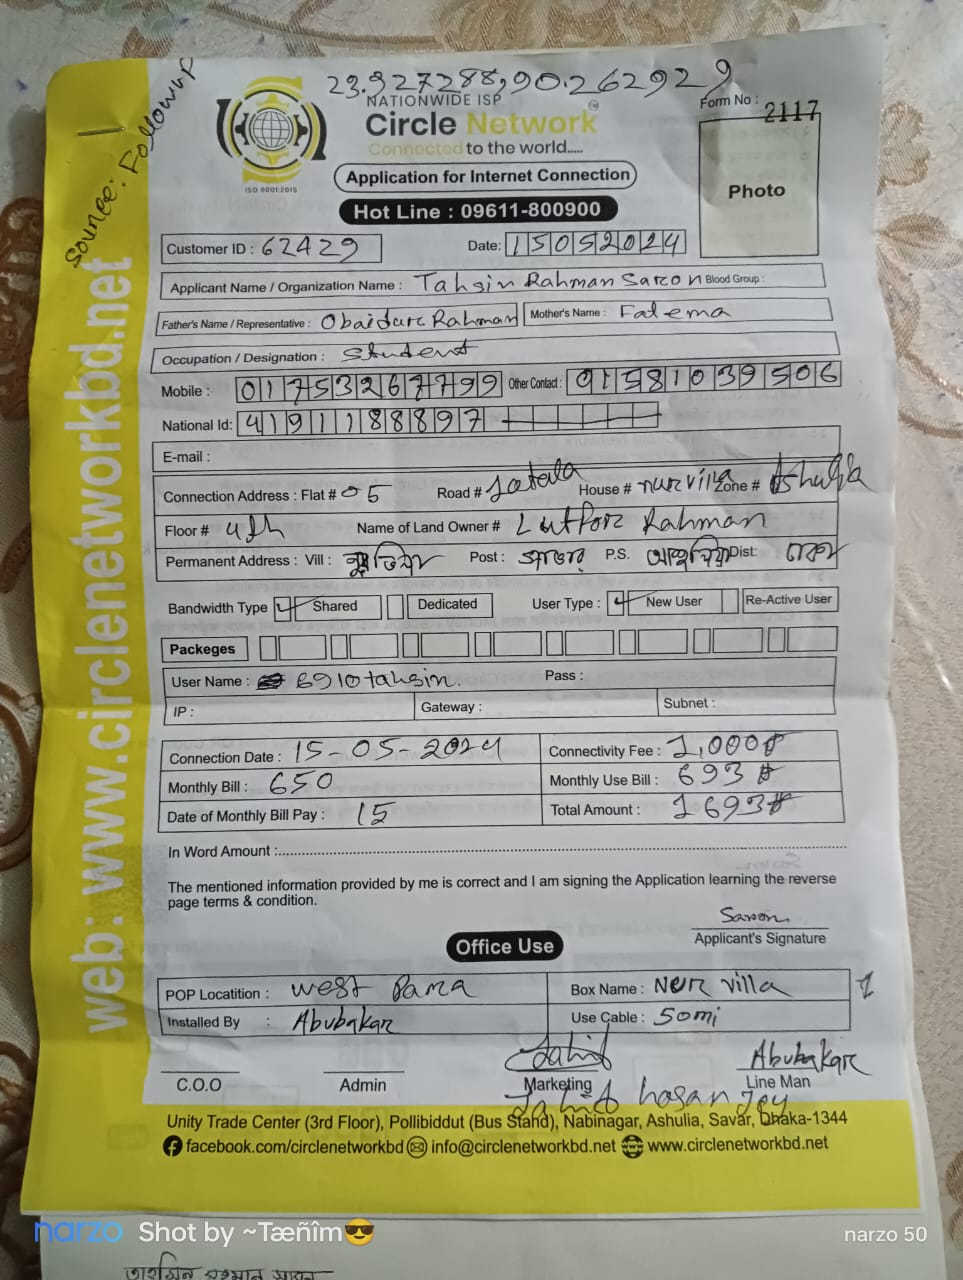 23.927288,90.262929
Source: Followup
NATIONWIDE ISP
Form No : 2117
Circle Network
Connected to the world.....
ISO 9001:2015
Application for Internet Connection
Photo
Hot Line : 09611-800900
Customer ID : 62429 Date: 15052024
Applicant Name / Organization Name : Tahsin Rahman Saron Blood Group :
Father's Name / Representative : Obaidur Rahman Mother's Name : Fatema
Occupation / Designation : Student
Mobile : 01753267799 Other Contact : 01581039506
National Id: 4191188897
E-mail :
Connection Address : Flat # 05 Road # House # nur villa Zone # Ashulia
Floor # 4th Name of Land Owner # Lutfor Rahman
Permanent Address : Vill : Post : সাভার P.S. আশুলিয়া Dist: ঢাকা
Bandwidth Type Shared Dedicated User Type : New User Re-Active User
Packeges
User Name : 6910tahsin. Pass :
IP : Gateway : Subnet :
Connection Date : 15-05-2024 Connectivity Fee : 1,000
Monthly Bill : 650 Monthly Use Bill : 693
Date of Monthly Bill Pay : 15 Total Amount : 1693
In Word Amount :
The mentioned information provided by me is correct and I am signing the Application learning the reverse
page terms & condition.
Saron
Applicant's Signature
Office Use
POP Locatition : west Para Box Name : Nur villa 1
Installed By : Abubakar Use Cable : 50mi
Jahid Abubakar
C.O.O Admin Marketing Line Man
Jahid hasan Joy
Unity Trade Center (3rd Floor), Pollibiddut (Bus Stand), Nabinagar, Ashulia, Savar, Dhaka-1344
facebook.com/circlenetworkbd info@circlenetworkbd.net www.circlenetworkbd.net
web: www.circlenetworkbd.net
narzo Shot by ~Tæñîm😎 narzo 50
তাহসিন রহমান সারন